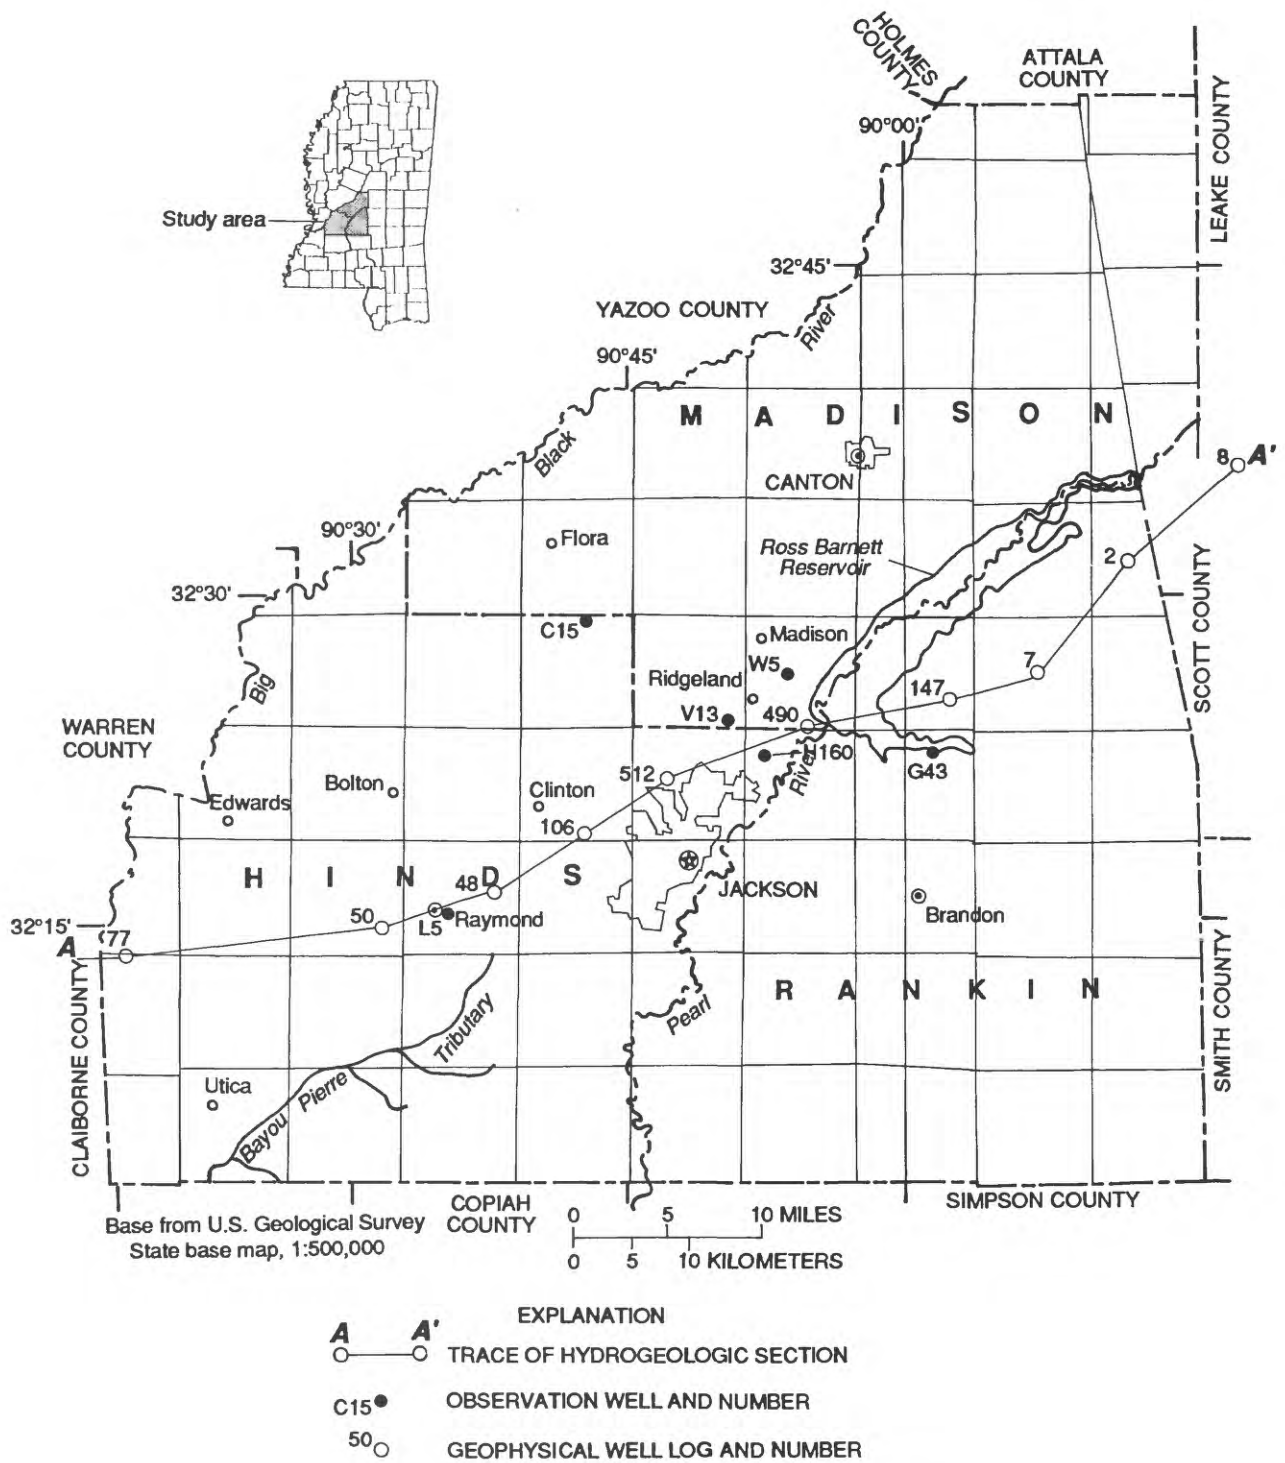 HOLMES
COUNTY
ATTALA
COUNTY
90°00'
LEAKE COUNTY
Study area
32°45'
YAZOO COUNTY
River
90°45'
M A D I S O N
Black
8 A'
CANTON
90°30'
Flora
Ross Barnett
Reservoir
2
32°30'
SCOTT COUNTY
C15
Madison
W5
7
Ridgeland
147
Big
V13
490
WARREN
COUNTY
160
River
G43
512
Bolton
Clinton
Edwards
106
H I N D S
48
JACKSON
50
L5
Raymond
Brandon
32°15'
77
A
R A N K I N
CLAIBORNE COUNTY
Tributary
Pearl
SMITH COUNTY
Utica
Pierre
Bayou
COPIAH
COUNTY
SIMPSON COUNTY
Base from U.S. Geological Survey
State base map, 1:500,000
0 5 10 MILES
0 5 10 KILOMETERS
EXPLANATION
A A'
TRACE OF HYDROGEOLOGIC SECTION
C15 OBSERVATION WELL AND NUMBER
50 GEOPHYSICAL WELL LOG AND NUMBER